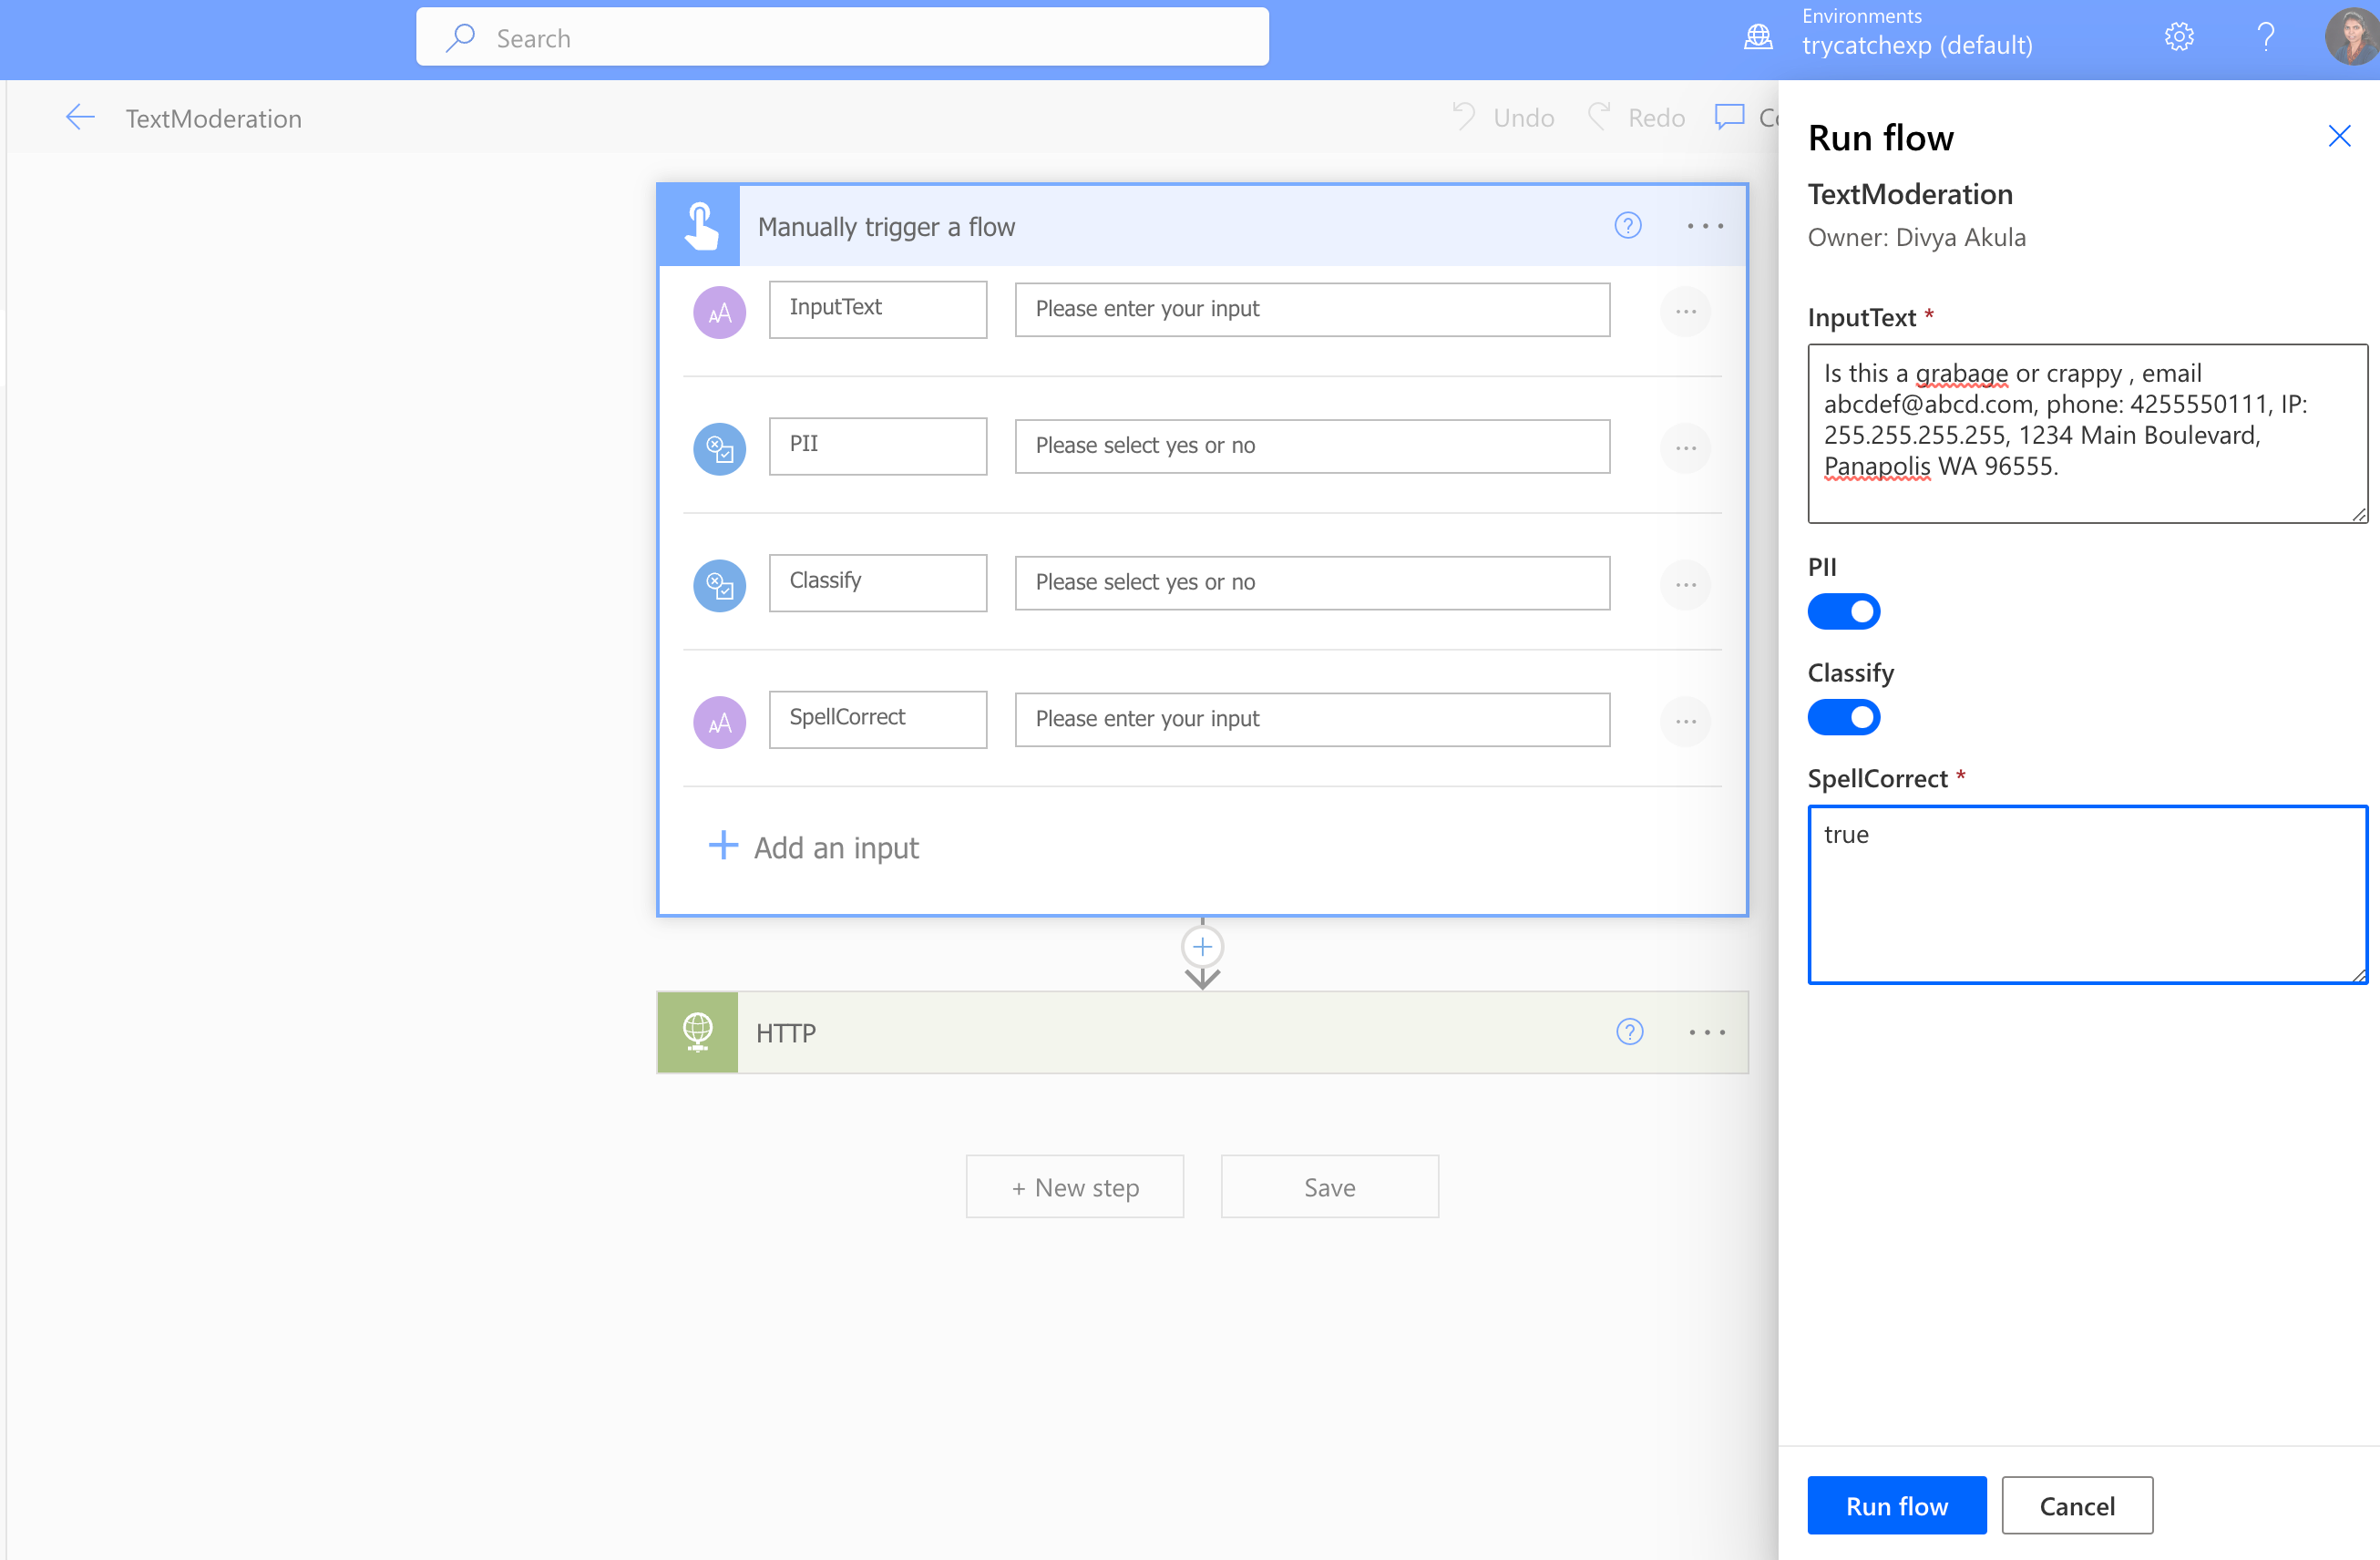 Search
Environments
trycatchexp (default)
TextModeration
Undo
Redo
Run flow
TextModeration
Owner: Divya Akula
Manually trigger a flow
InputText
Please enter your input
PII
Please select yes or no
Classify
Please select yes or no
SpellCorrect
Please enter your input
Add an input
HTTP
+ New step
Save
InputText *
Is this a grabage or crappy , email
abcdef@abcd.com, phone: 4255550111, IP:
255.255.255.255, 1234 Main Boulevard,
Panapolis WA 96555.
PII
Classify
SpellCorrect *
true
Run flow
Cancel